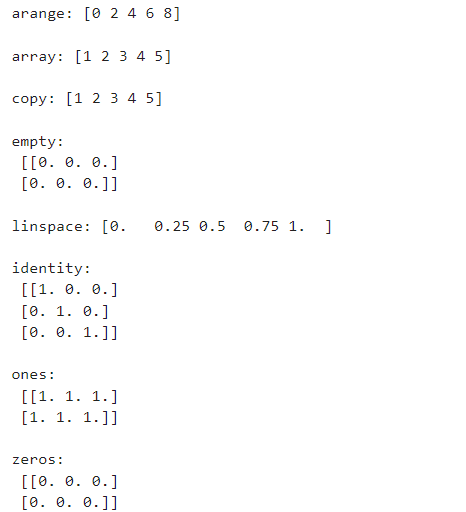 arange: [0 2 4 6 8]
array: [1 2 3 4 5]
copy: [1 2 3 4 5]
empty:
 [[0. 0. 0.]
 [0. 0. 0.]]
linspace: [0.   0.25 0.5  0.75 1.  ]
identity:
 [[1. 0. 0.]
 [0. 1. 0.]
 [0. 0. 1.]]
ones:
 [[1. 1. 1.]
 [1. 1. 1.]]
zeros:
 [[0. 0. 0.]
 [0. 0. 0.]]